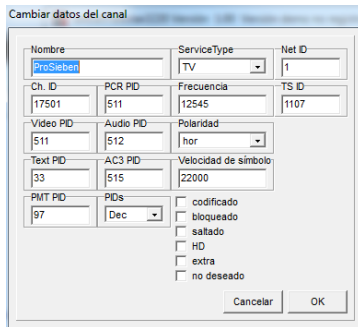 Cambiar datos del canal
Nombre ServiceType Net ID
ProSieben TV 1
Ch. ID PCR PID Frecuencia TS ID
17501 511 12545 1107
Video PID Audio PID Polaridad
511 512 hor
Text PID AC3 PID Velocidad de símbolo
33 515 22000
PMT PID PIDs
97 Dec
codificado
bloqueado
saltado
HD
extra
no deseado
Cancelar OK